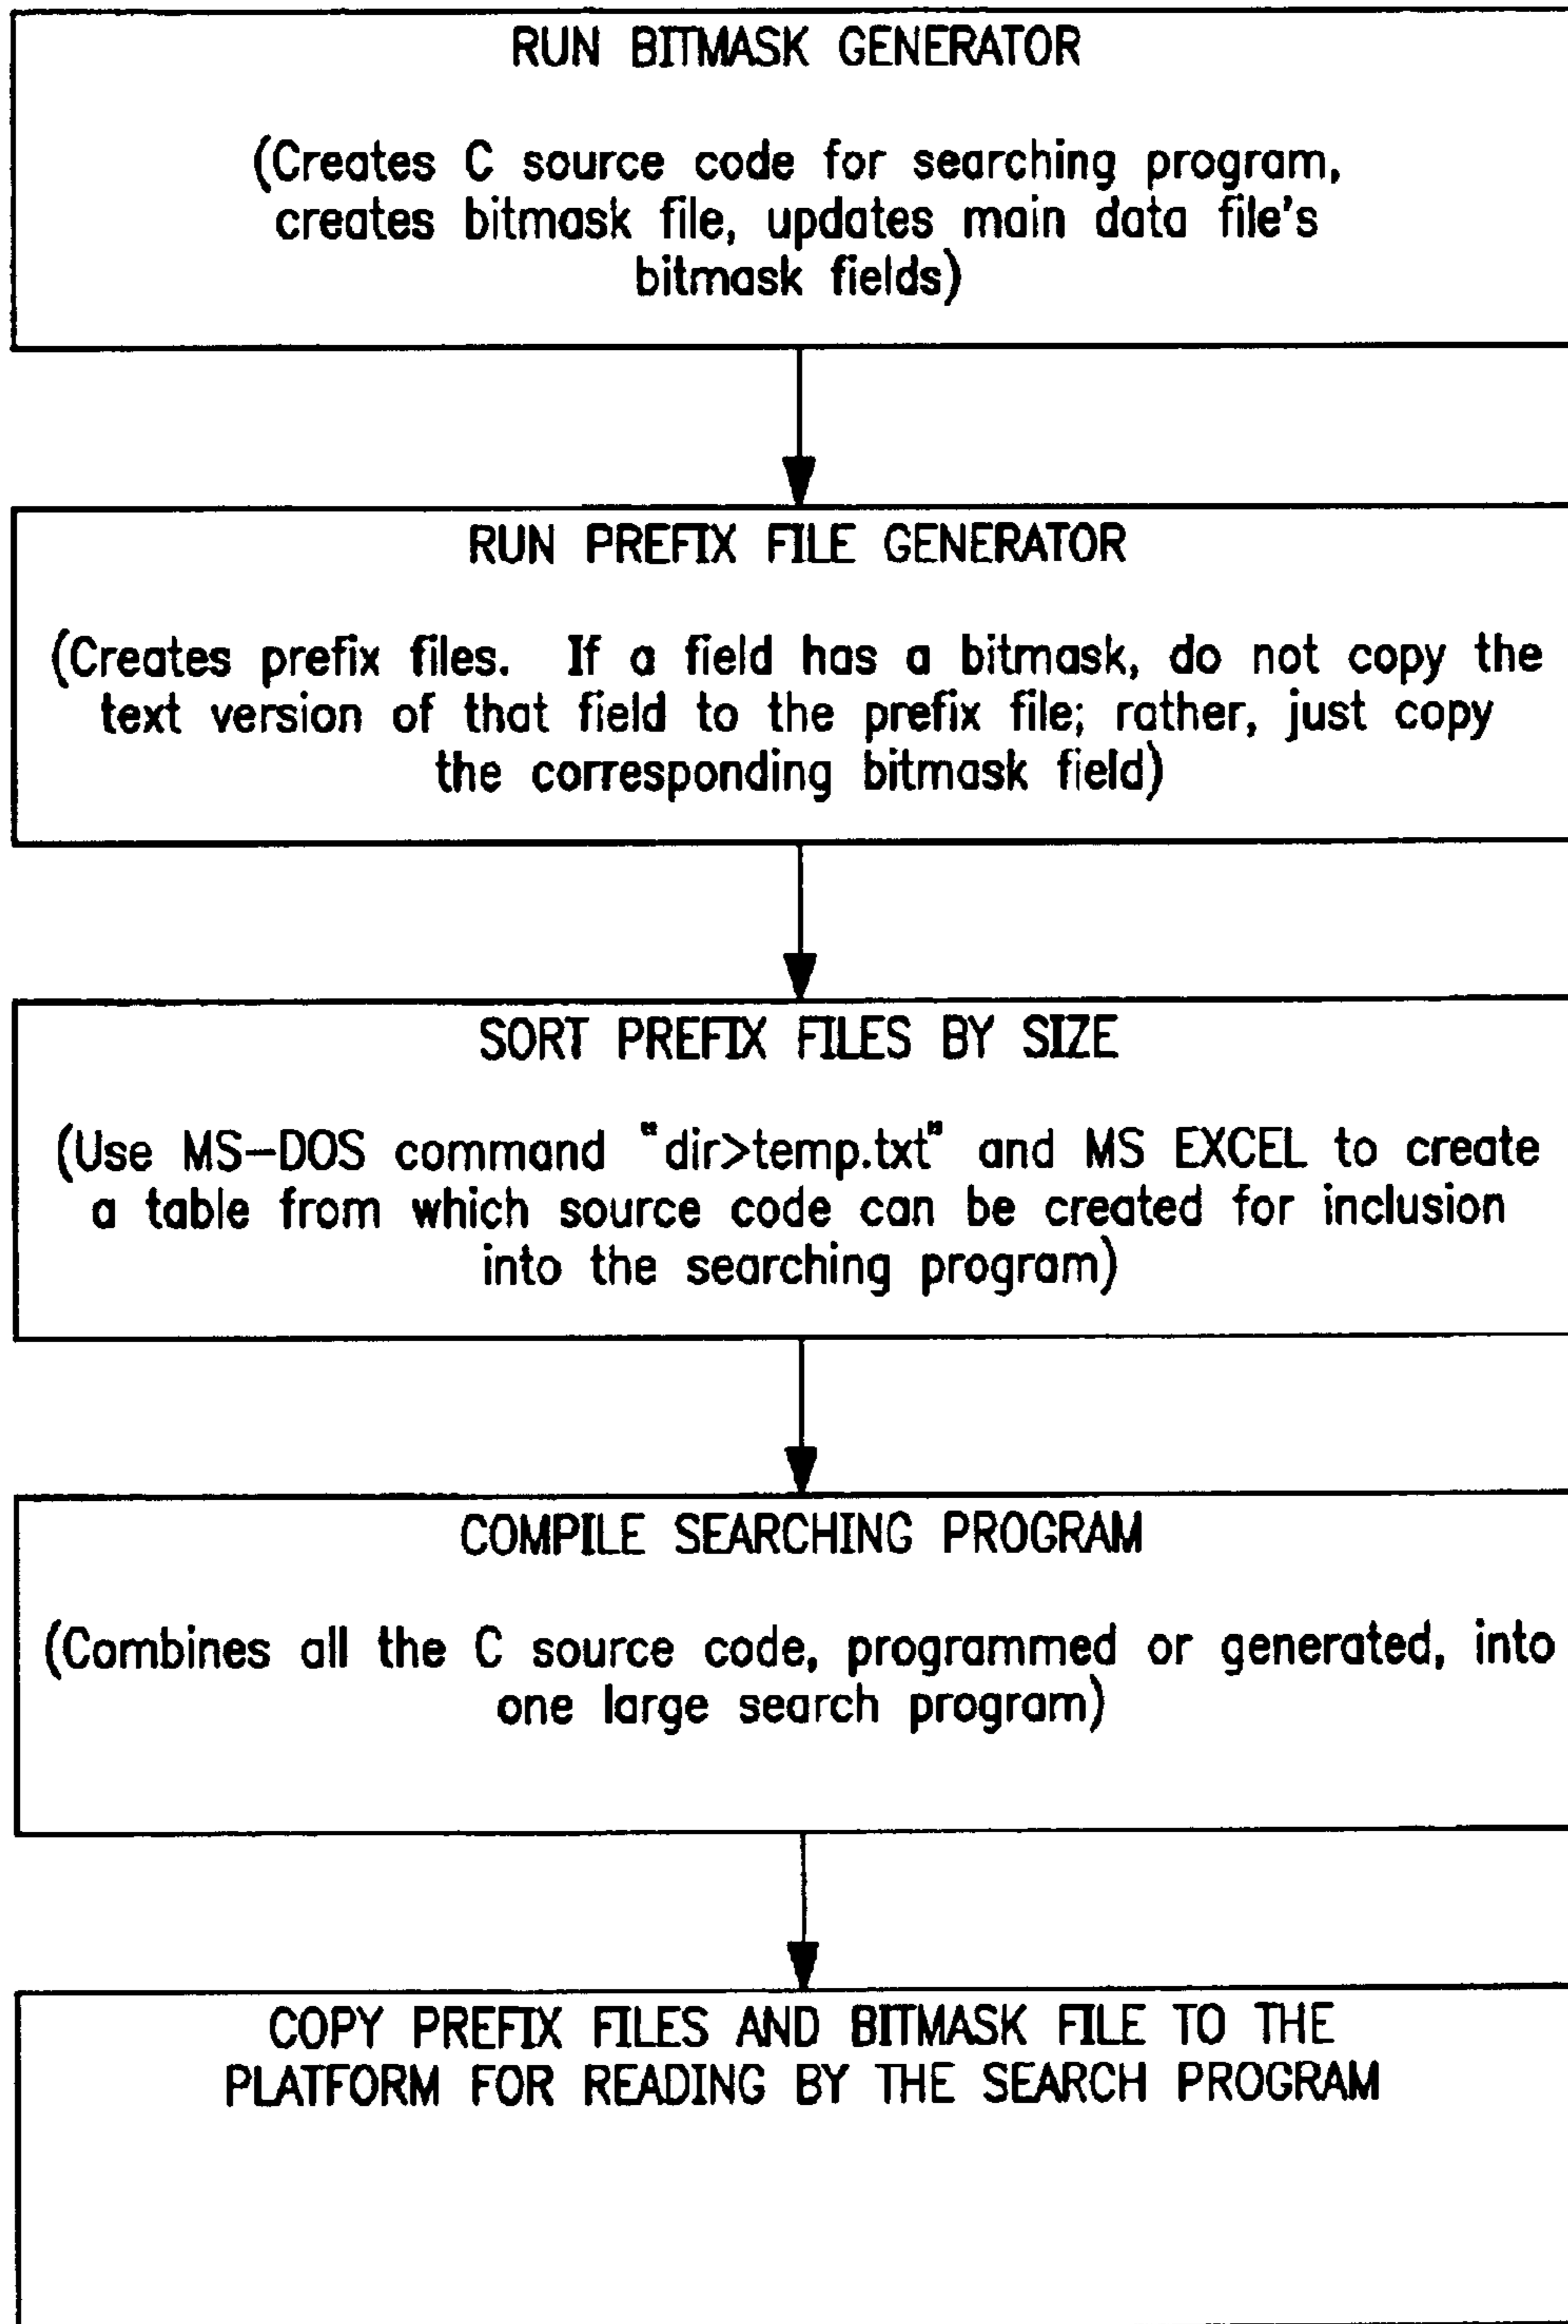 RUN BITMASK GENERATOR
(Creates C source code for searching program,
creates bitmask file, updates main data file's
bitmask fields)
RUN PREFIX FILE GENERATOR
(Creates prefix files. If a field has a bitmask, do not copy the
text version of that field to the prefix file; rather, just copy
the corresponding bitmask field)
SORT PREFIX FILES BY SIZE
(Use MS-DOS command "dir>temp.txt" and MS EXCEL to create
a table from which source code can be created for inclusion
into the searching program)
COMPILE SEARCHING PROGRAM
(Combines all the C source code, programmed or generated, into
one large search program)
COPY PREFIX FILES AND BITMASK FILE TO THE
PLATFORM FOR READING BY THE SEARCH PROGRAM